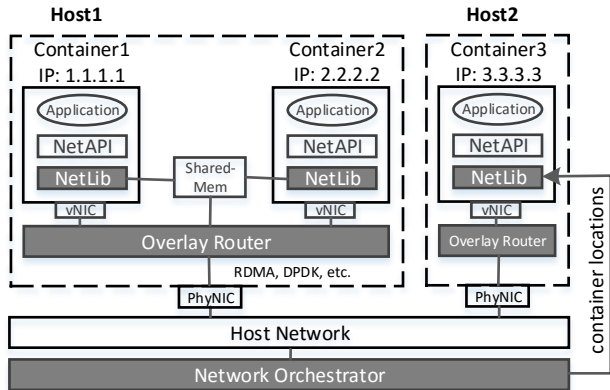 Host1
Host2
Container1
IP: 1.1.1.1
Container2
IP: 2.2.2.2
Container3
IP: 3.3.3.3
Application
Application
Application
NetAPI
NetAPI
NetAPI
NetLib
Shared-
Mem
NetLib
NetLib
vNIC
vNIC
vNIC
Overlay Router
Overlay Router
RDMA, DPDK, etc.
PhyNIC
PhyNIC
container locations
Host Network
Network Orchestrator